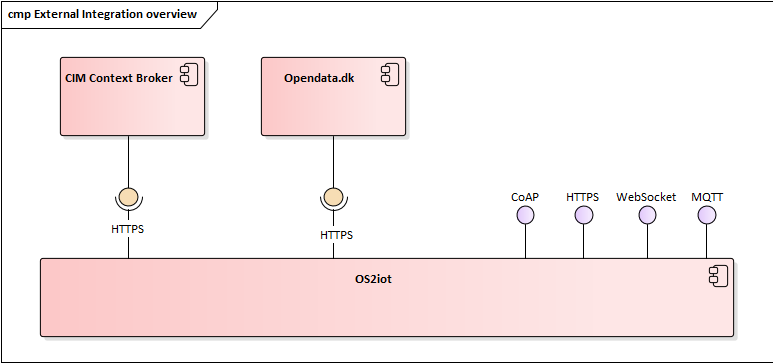 cmp External Integration overview
CIM Context Broker
Opendata.dk
CoAP
HTTPS
WebSocket
MQTT
HTTPS
HTTPS
OS2iot